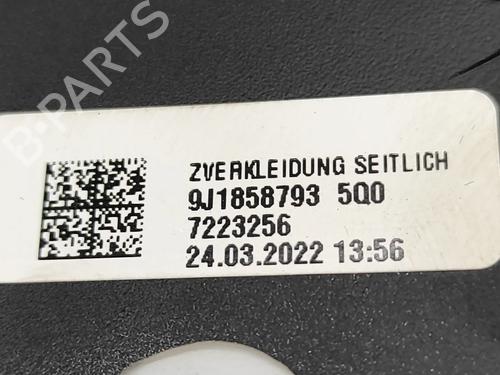 ZVERKLEIDUNG SEITLICH
9J1858793 5Q0
7223256
24.03.2022 13:56
B-PARTS